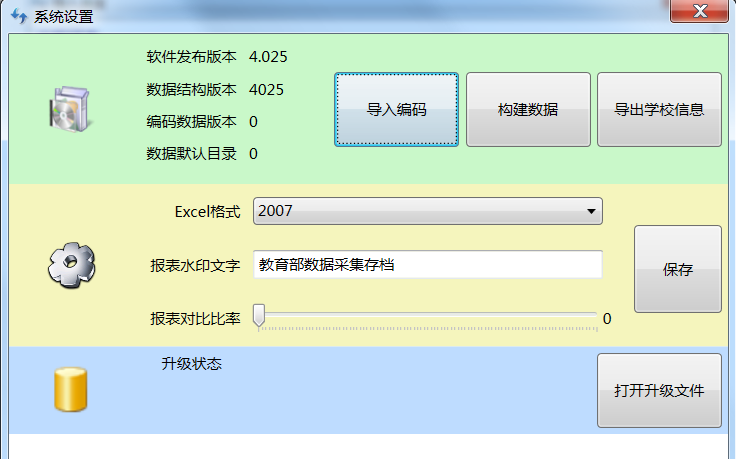 系统设置
软件发布版本 4.025
数据结构版本 4025
编码数据版本 0
数据默认目录 0
导入编码
构建数据
导出学校信息
Excel格式 2007
报表水印文字 教育部数据采集存档
报表对比比率 0
保存
升级状态
打开升级文件